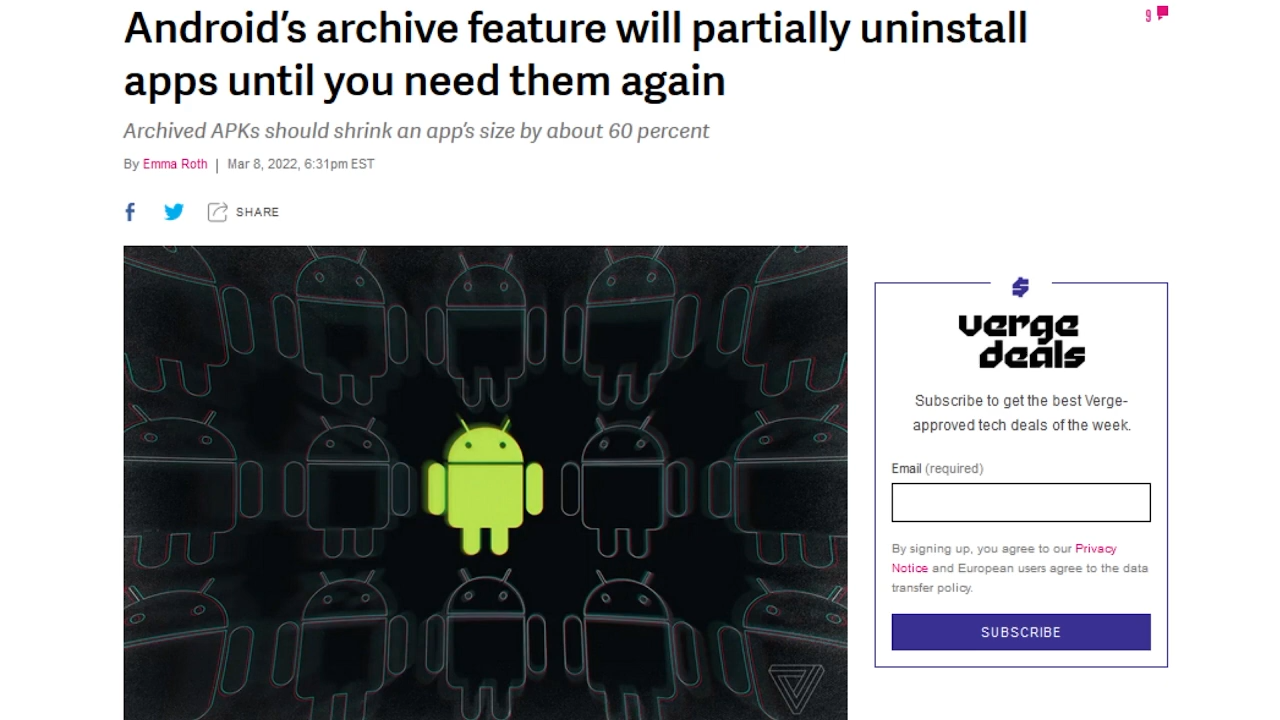 Android’s archive feature will partially uninstall
apps until you need them again
9
Archived APKs should shrink an app’s size by about 60 percent
By Emma Roth | Mar 8, 2022, 6:31pm EST
SHARE
verge
deals
Subscribe to get the best Verge-
approved tech deals of the week.
Email (required)
By signing up, you agree to our Privacy
Notice and European users agree to the data
transfer policy.
SUBSCRIBE